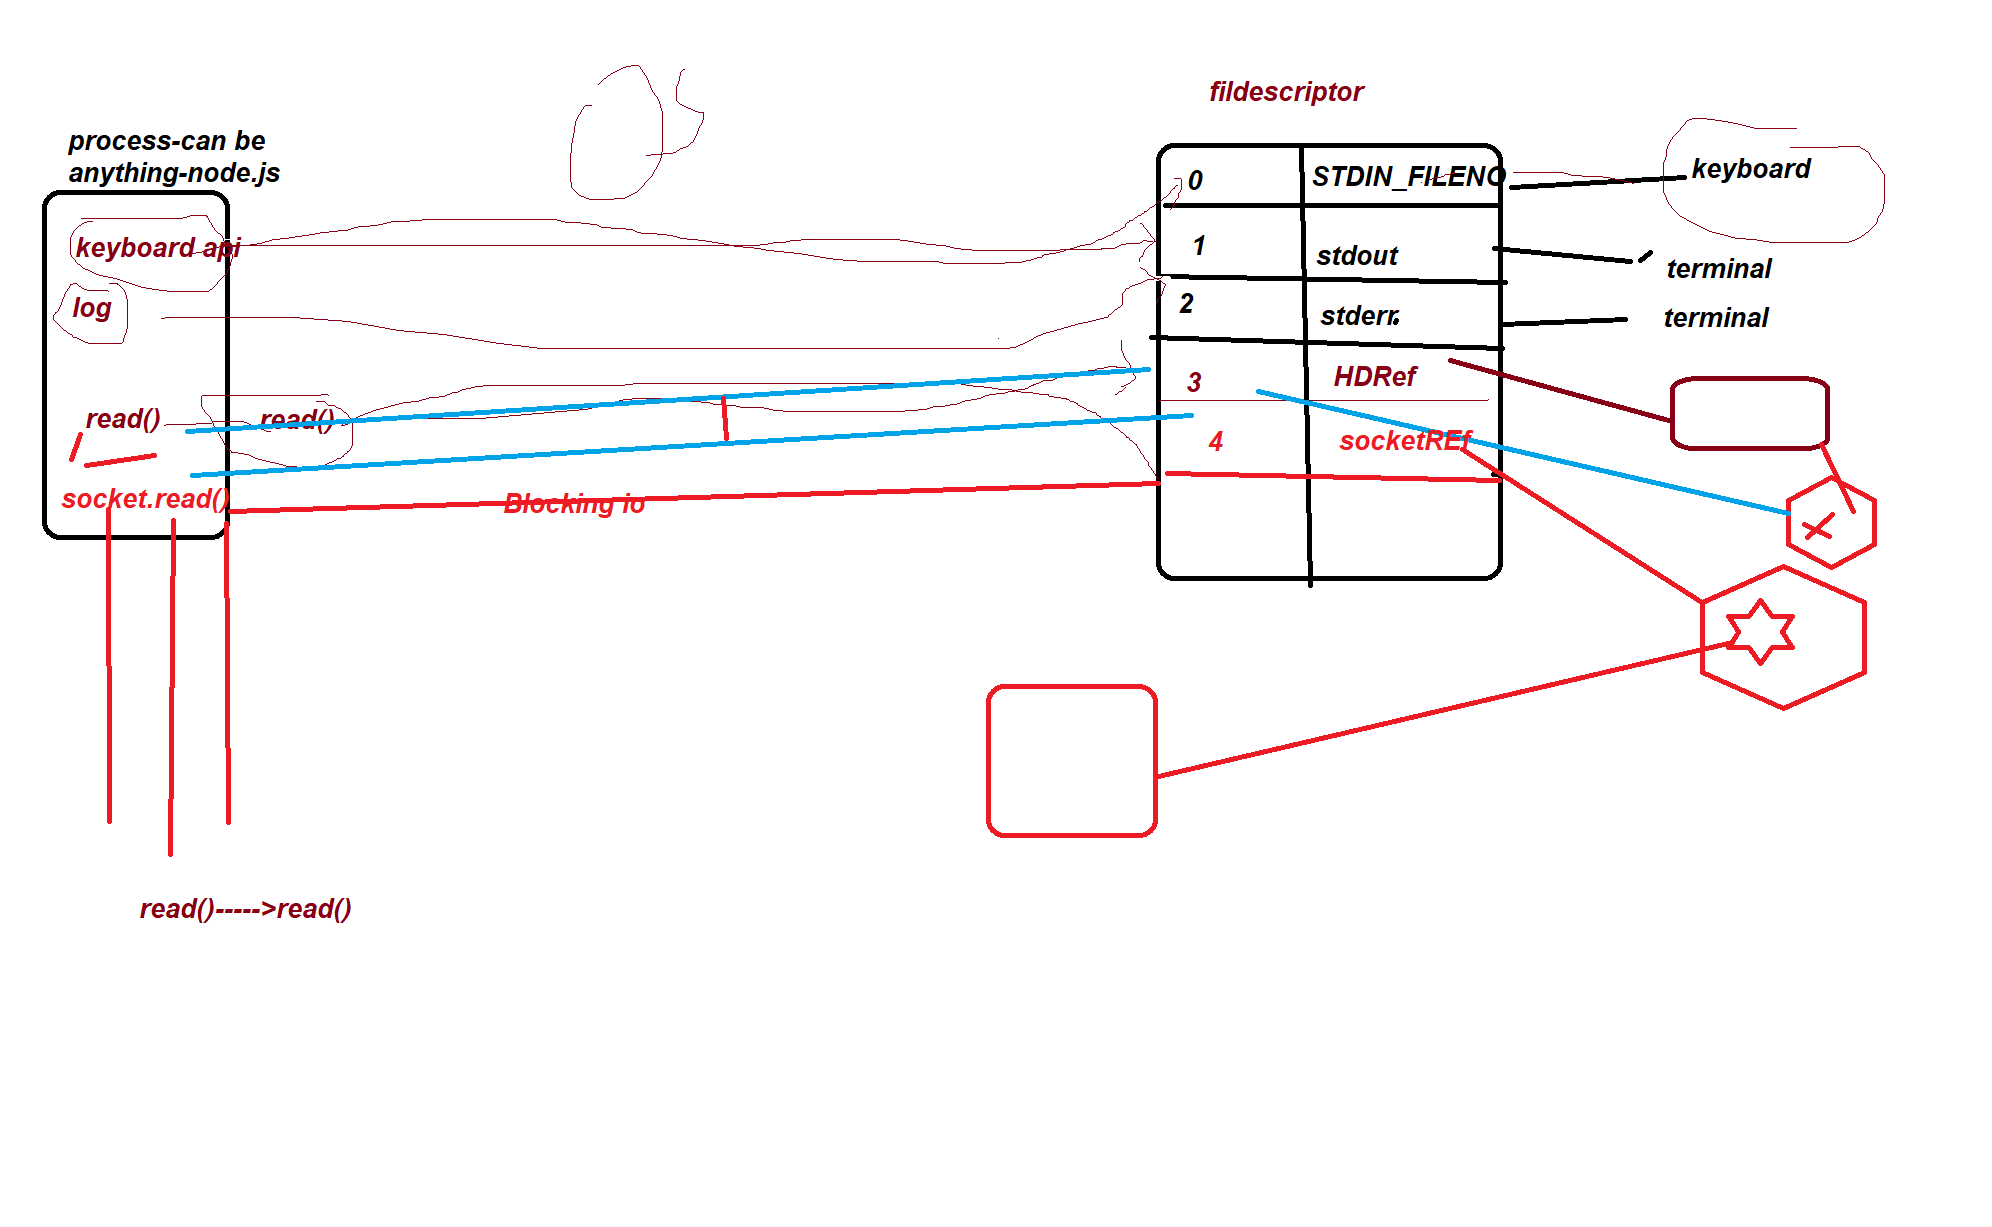 fildescriptor
process-can be
anything-node.js
keyboard api
log
read()
read()
socket.read()
Blocking io
0 STDIN_FILENO
1 stdout
2 stderr.
3 HDRef
4 socketREf
keyboard
terminal
terminal
read()----->read()